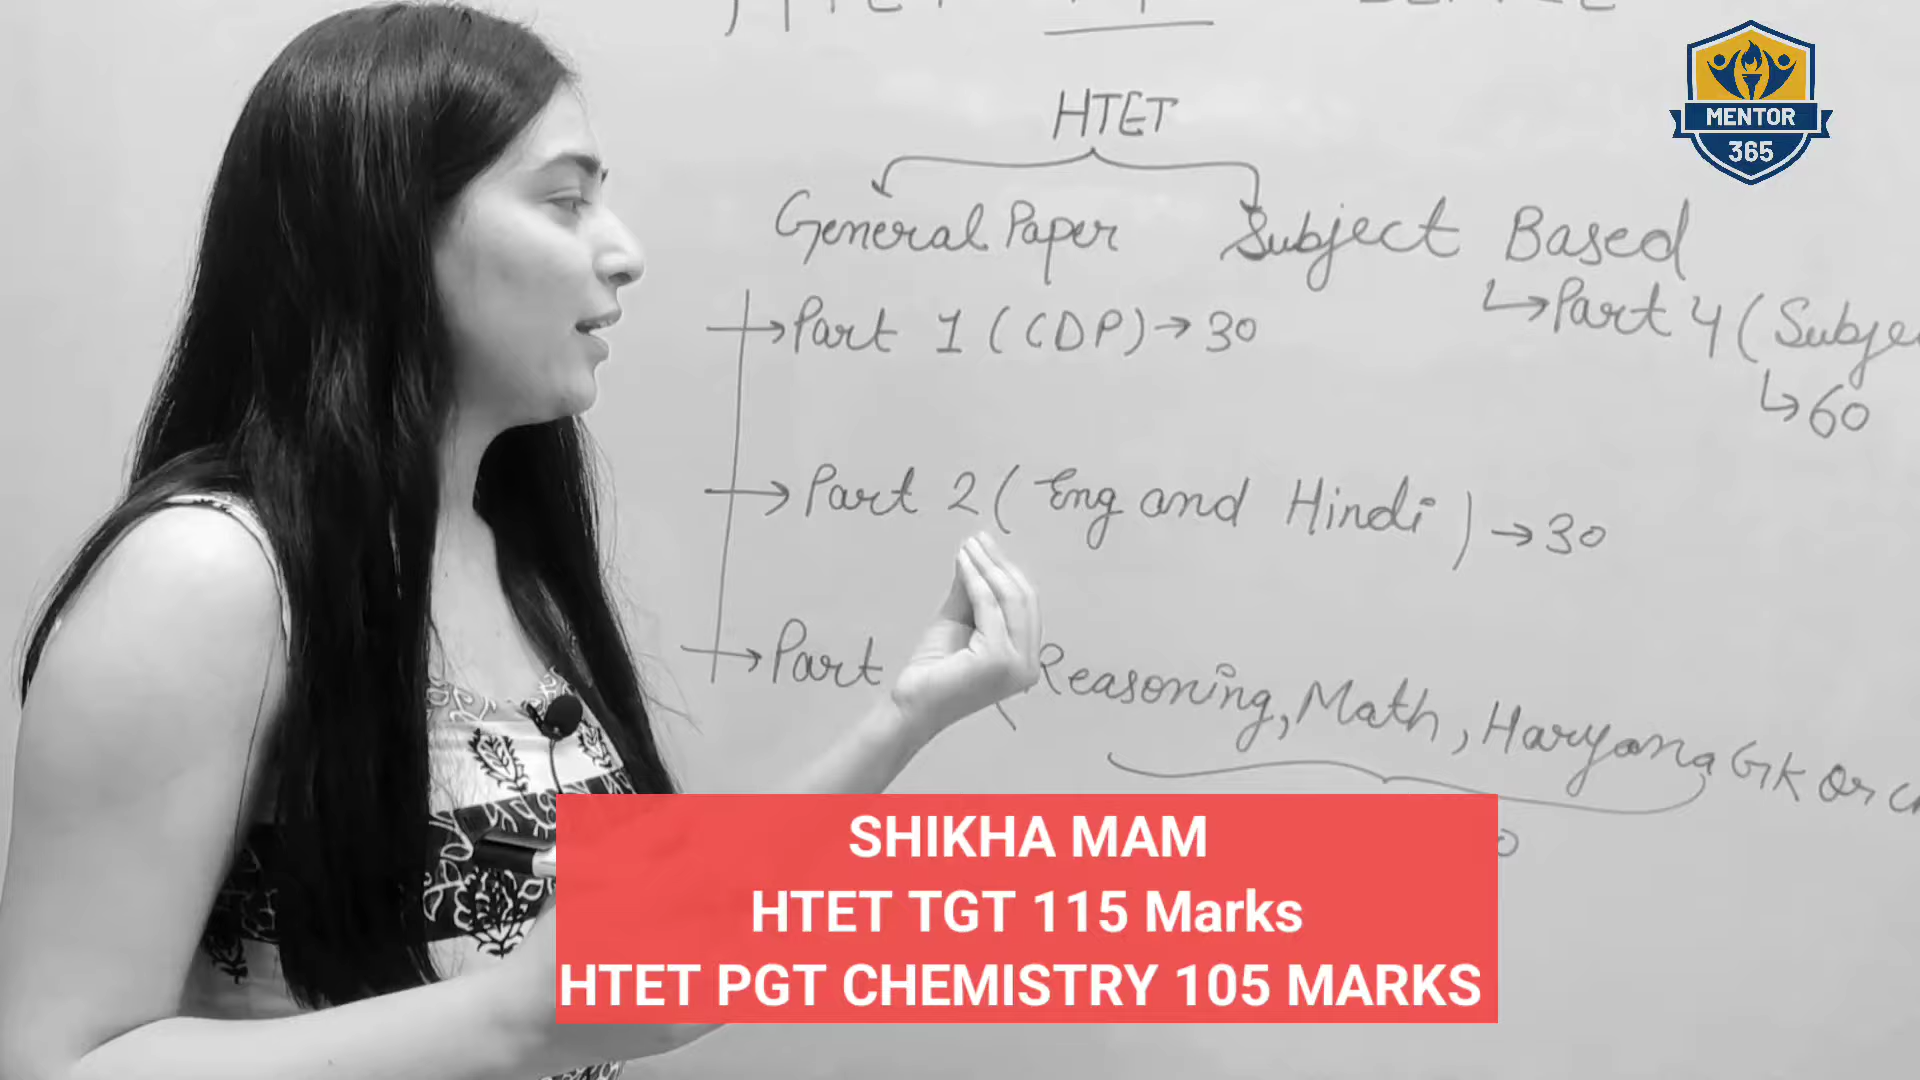 MENTOR
365
HTET
General Paper Subject Based
Part 1 (CDP) → 30
↳ Part 4 (Subje
↳ 60
→ Part 2 ( Eng and Hindi ) → 30
→ Part Reasoning, Math, Haryana GK or
SHIKHA MAM
HTET TGT 115 Marks
HTET PGT CHEMISTRY 105 MARKS